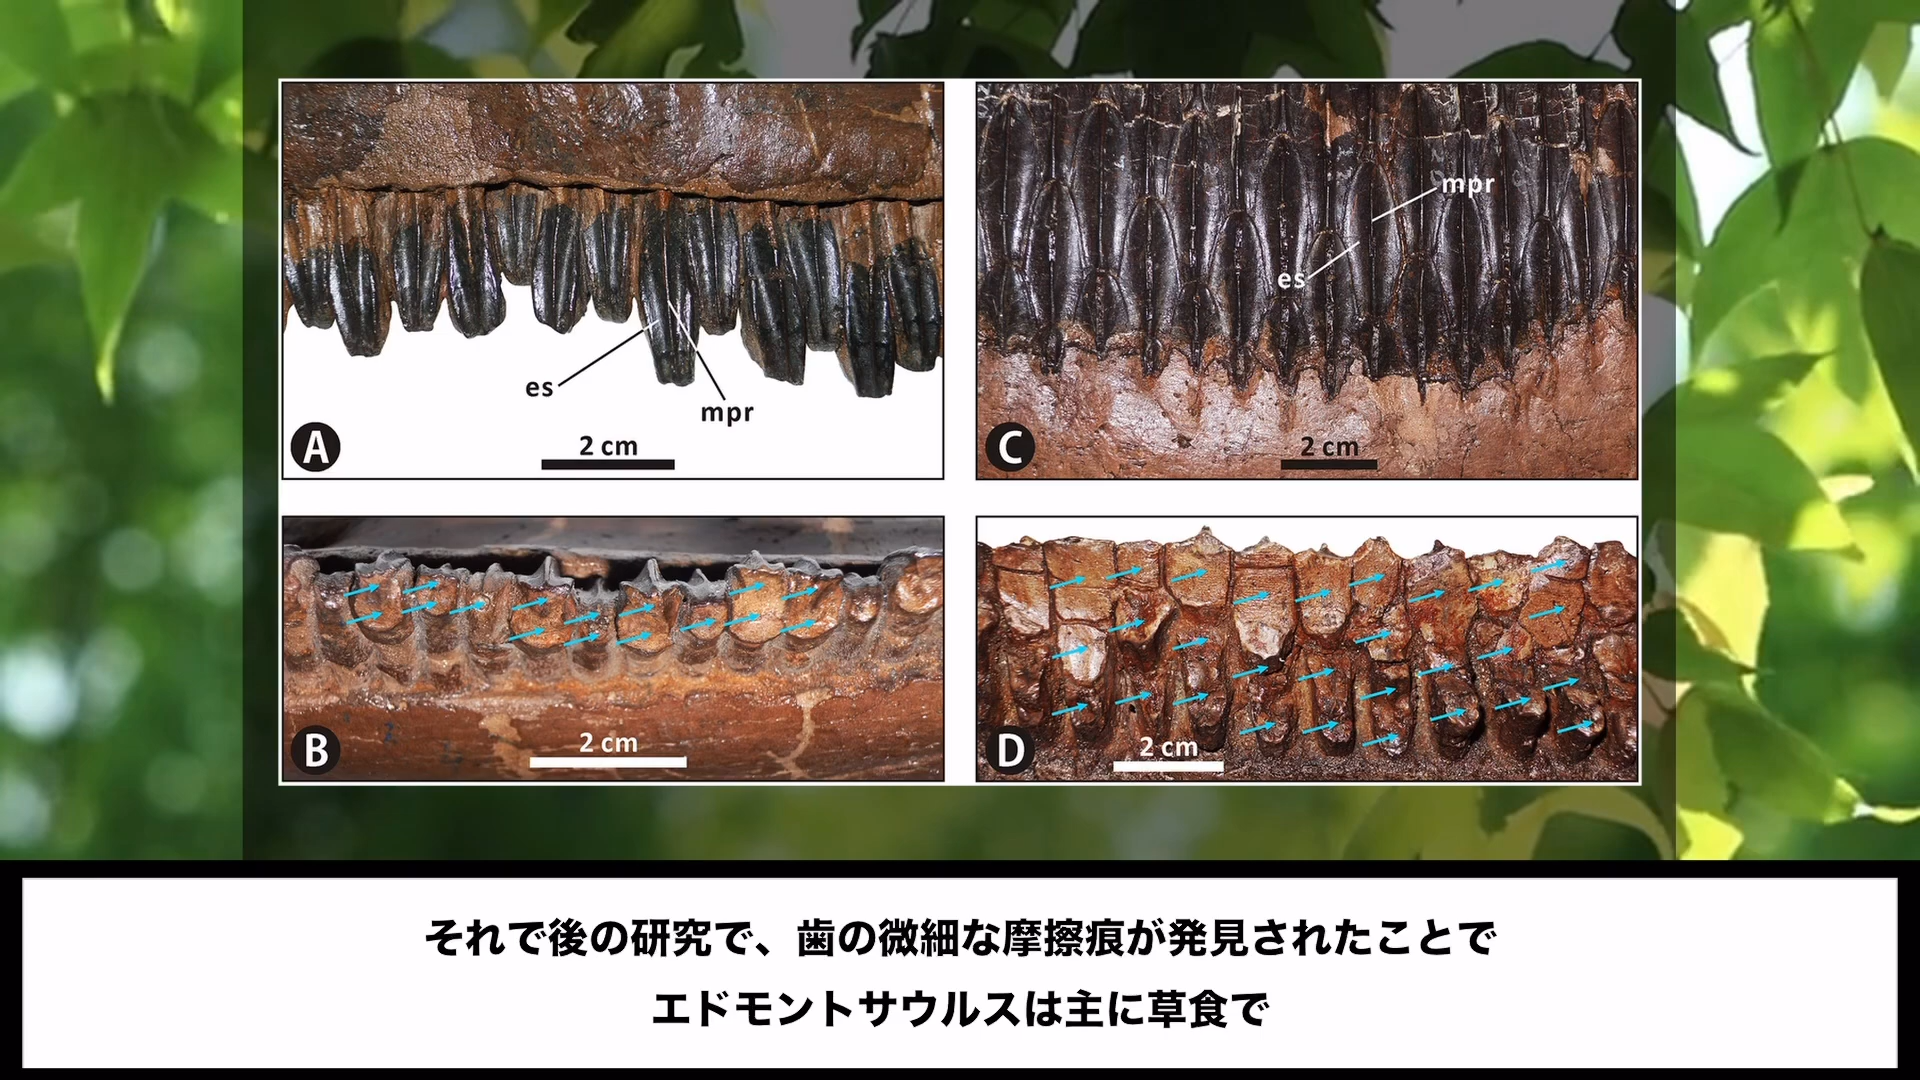 es
mpr
A
2 cm
mpr
es
C
2 cm
B
2 cm
D
2 cm
それで後の研究で、歯の微細な摩擦痕が発見されたことで
エドモントサウルスは主に草食で